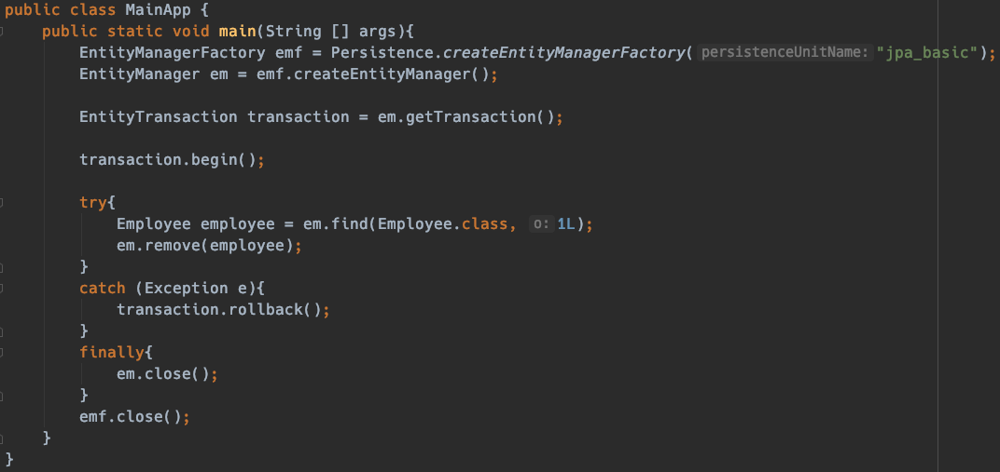 public class MainApp {
    public static void main(String [] args){
        EntityManagerFactory emf = Persistence.createEntityManagerFactory( persistenceUnitName: "jpa_basic");
        EntityManager em = emf.createEntityManager();

        EntityTransaction transaction = em.getTransaction();

        transaction.begin();

        try{
            Employee employee = em.find(Employee.class, o: 1L);
            em.remove(employee);
        }
        catch (Exception e){
            transaction.rollback();
        }
        finally{
            em.close();
        }
        emf.close();
    }
}